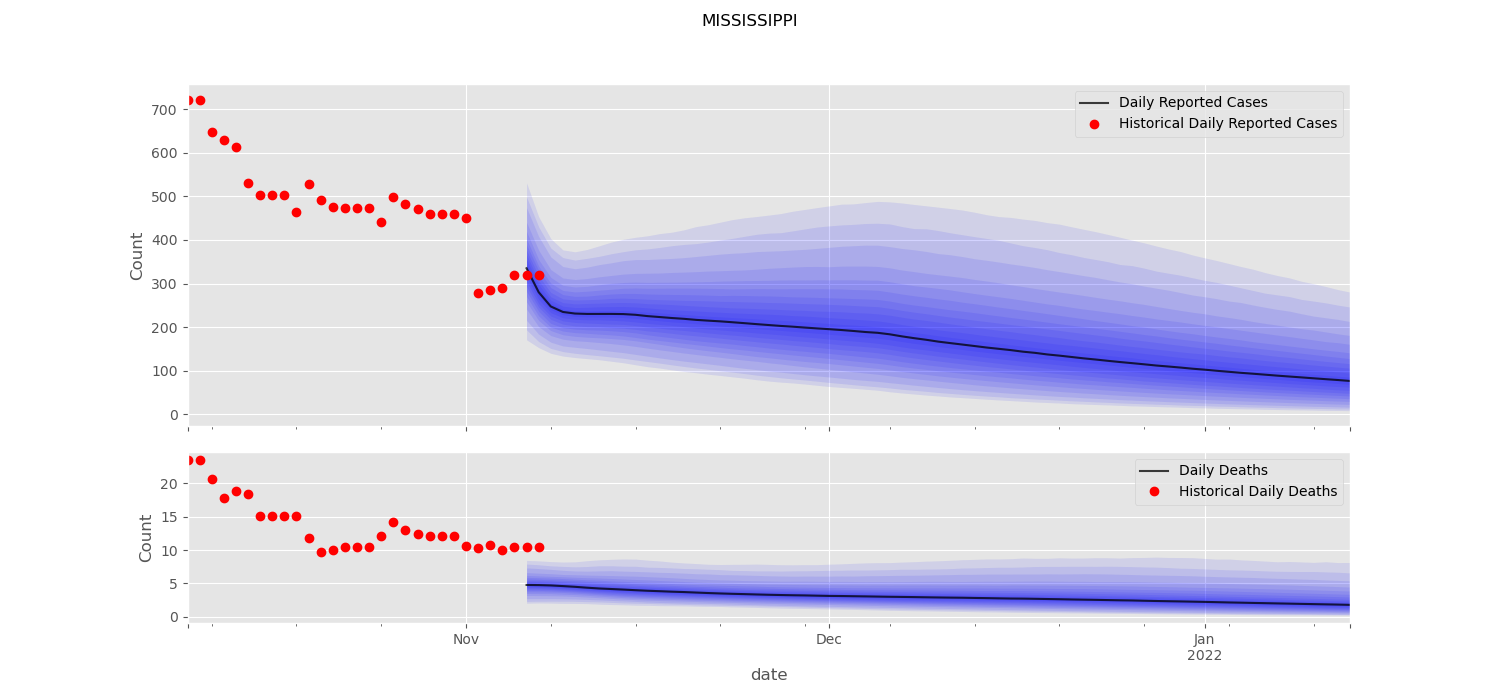 MISSISSIPPI
Daily Reported Cases
Historical Daily Reported Cases
700
600
500
400
300
200
100
0
Count
Daily Deaths
Historical Daily Deaths
20
15
10
5
0
Count
Nov
Dec
Jan
2022
date